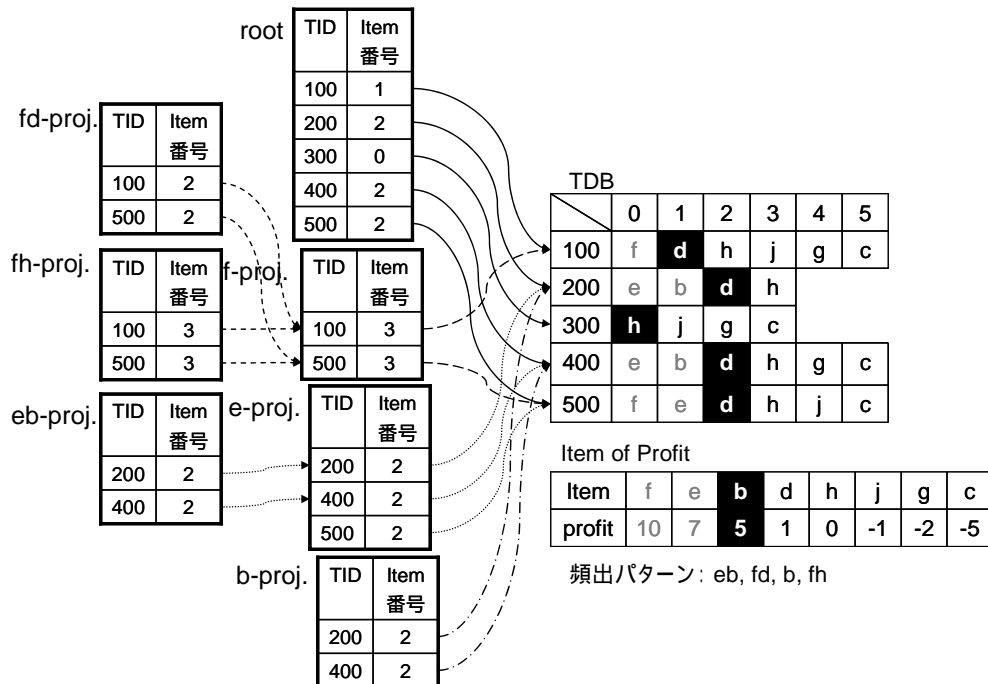 root
TID Item
番号
100 1
200 2
300 0
400 2
500 2
fd-proj.
TID Item
番号
100 2
500 2
fh-proj.
TID Item
番号
100 3
500 3
f-proj.
TID Item
番号
100 3
500 3
eb-proj.
TID Item
番号
200 2
400 2
e-proj.
TID Item
番号
200 2
400 2
500 2
b-proj.
TID Item
番号
200 2
400 2
TDB
0 1 2 3 4 5
100 f d h j g c
200 e b d h
300 h j g c
400 e b d h g c
500 f e d h j c
Item of Profit
Item f e b d h j g c
profit 10 7 5 1 0 -1 -2 -5
頻出パターン: eb, fd, b, fh